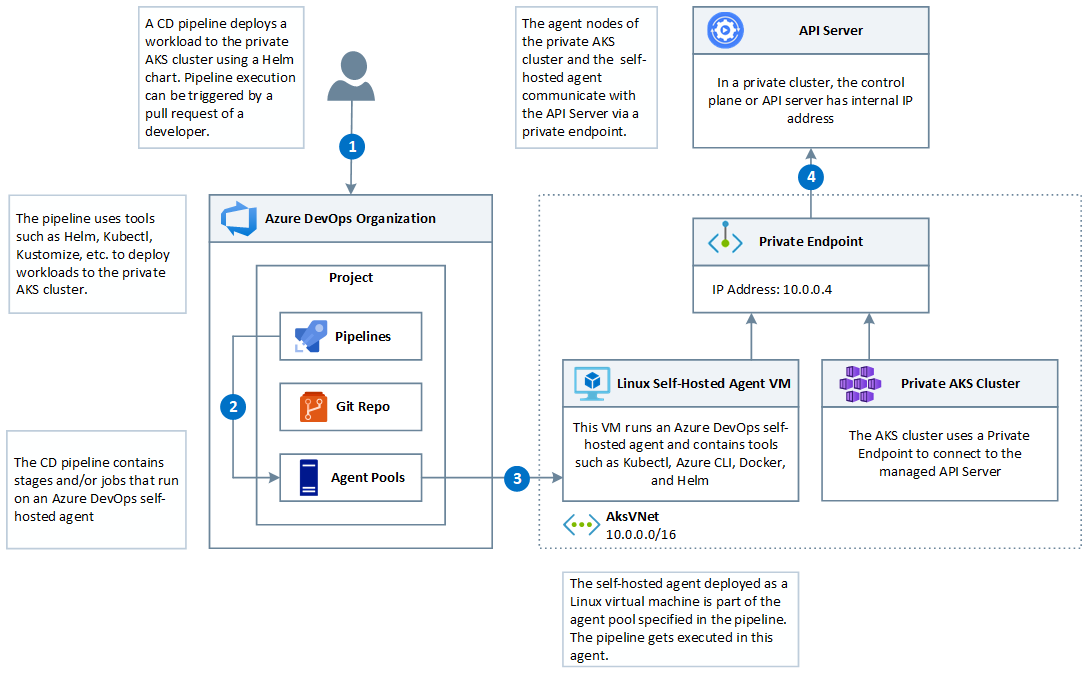 A CD pipeline deploys a
workload to the private
AKS cluster using a Helm
chart. Pipeline execution
can be triggered by a
pull request of a
developer.
The agent nodes of
the private AKS
cluster and the  self-
hosted agent
communicate with
the API Server via a
private endpoint.
API Server
In a private cluster, the control
plane or API server has internal IP
address
1
4
The pipeline uses tools
such as Helm, Kubectl,
Kustomize, etc. to deploy
workloads to the private
AKS cluster.
Azure DevOps Organization
Project
Pipelines
Git Repo
Agent Pools
2
3
Private Endpoint
IP Address: 10.0.0.4
Linux Self-Hosted Agent VM
This VM runs an Azure DevOps self-
hosted agent and contains tools
such as Kubectl, Azure CLI, Docker,
and Helm
Private AKS Cluster
The AKS cluster uses a Private
Endpoint to connect to the
managed API Server
The CD pipeline contains
stages and/or jobs that run
on an Azure DevOps self-
hosted agent
AksVNet
10.0.0.0/16
The self-hosted agent deployed as a
Linux virtual machine is part of the
agent pool specified in the pipeline.
The pipeline gets executed in this
agent.